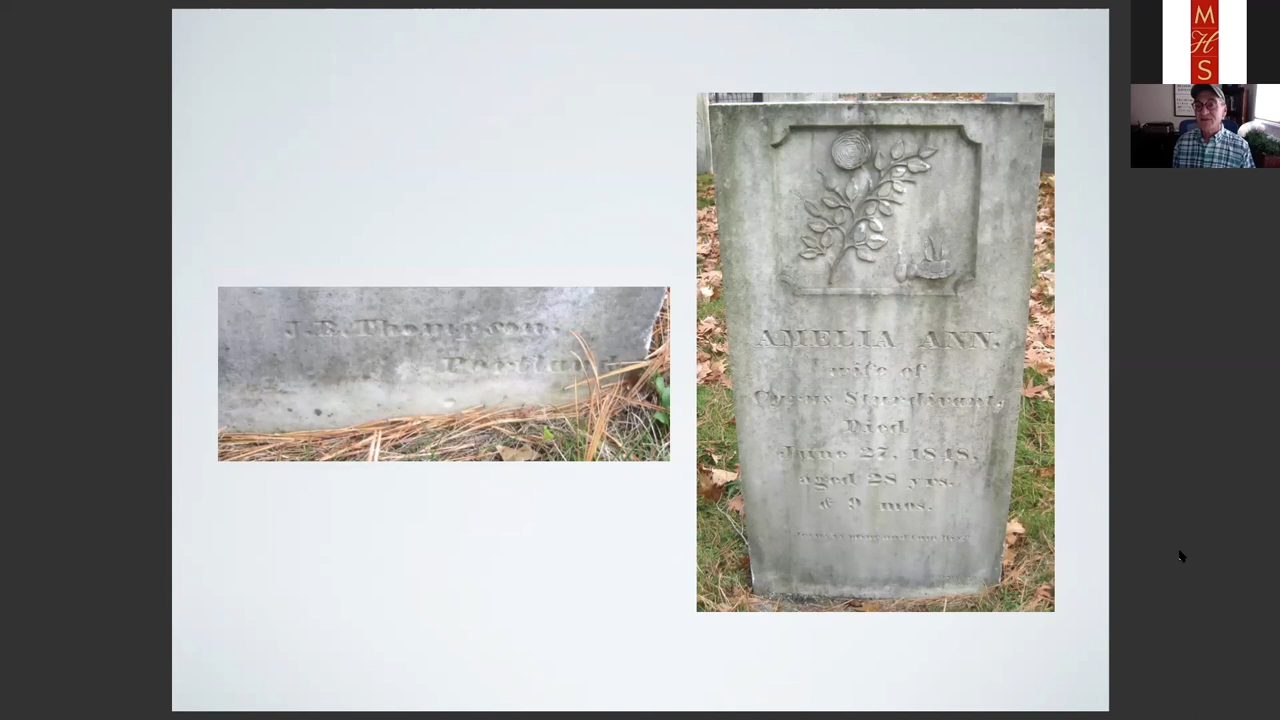 M
H
S
J.R. Thompson.
Portland
AMELIA ANN.
wife of
Cyrus Sturdivant,
Died
June 27, 1848,
aged 28 yrs.
& 9 mos.